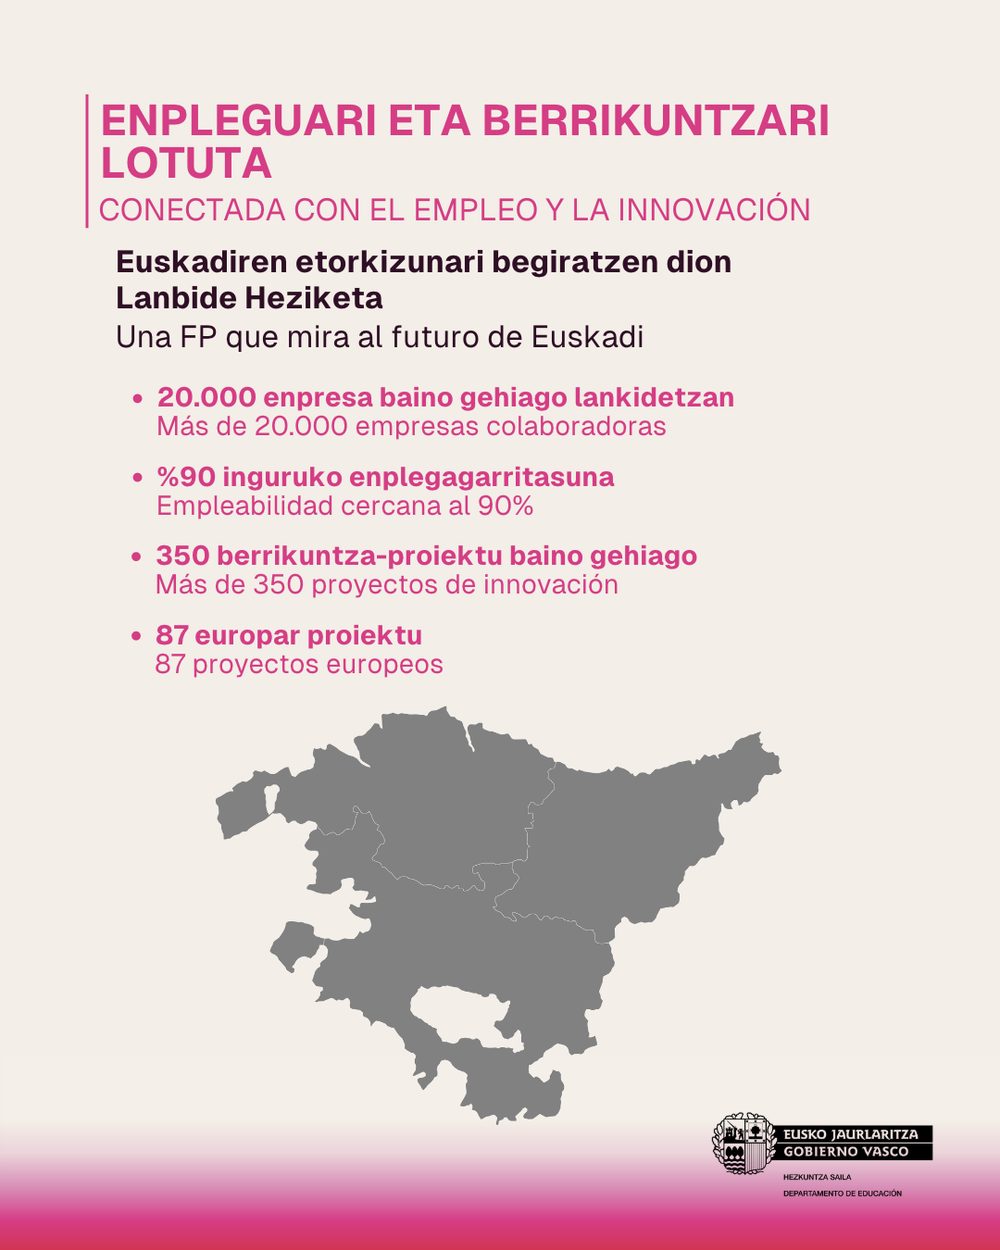 ENPLEGUARI ETA BERRIKUNTZARI
LOTUTA
CONECTADA CON EL EMPLEO Y LA INNOVACIÓN
Euskadiren etorkizunari begiratzen dion
Lanbide Heziketa
Una FP que mira al futuro de Euskadi
• 20.000 enpresa baino gehiago lankidetzan
Más de 20.000 empresas colaboradoras
• %90 inguruko enplegagarritasuna
Empleabilidad cercana al 90%
• 350 berrikuntza-proiektu baino gehiago
Más de 350 proyectos de innovación
• 87 europar proiektu
87 proyectos europeos
EUSKO JAURLARITZA
GOBIERNO VASCO
HEZKUNTZA SAILA
DEPARTAMENTO DE EDUCACIÓN